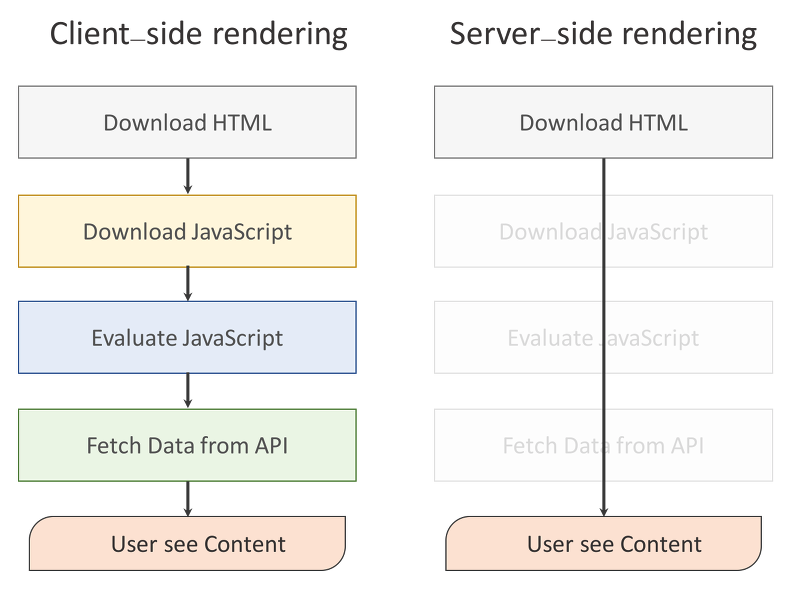 Client–side rendering
Download HTML
Download JavaScript
Evaluate JavaScript
Fetch Data from API
User see Content
Server–side rendering
Download HTML
Download JavaScript
Evaluate JavaScript
Fetch Data from API
User see Content